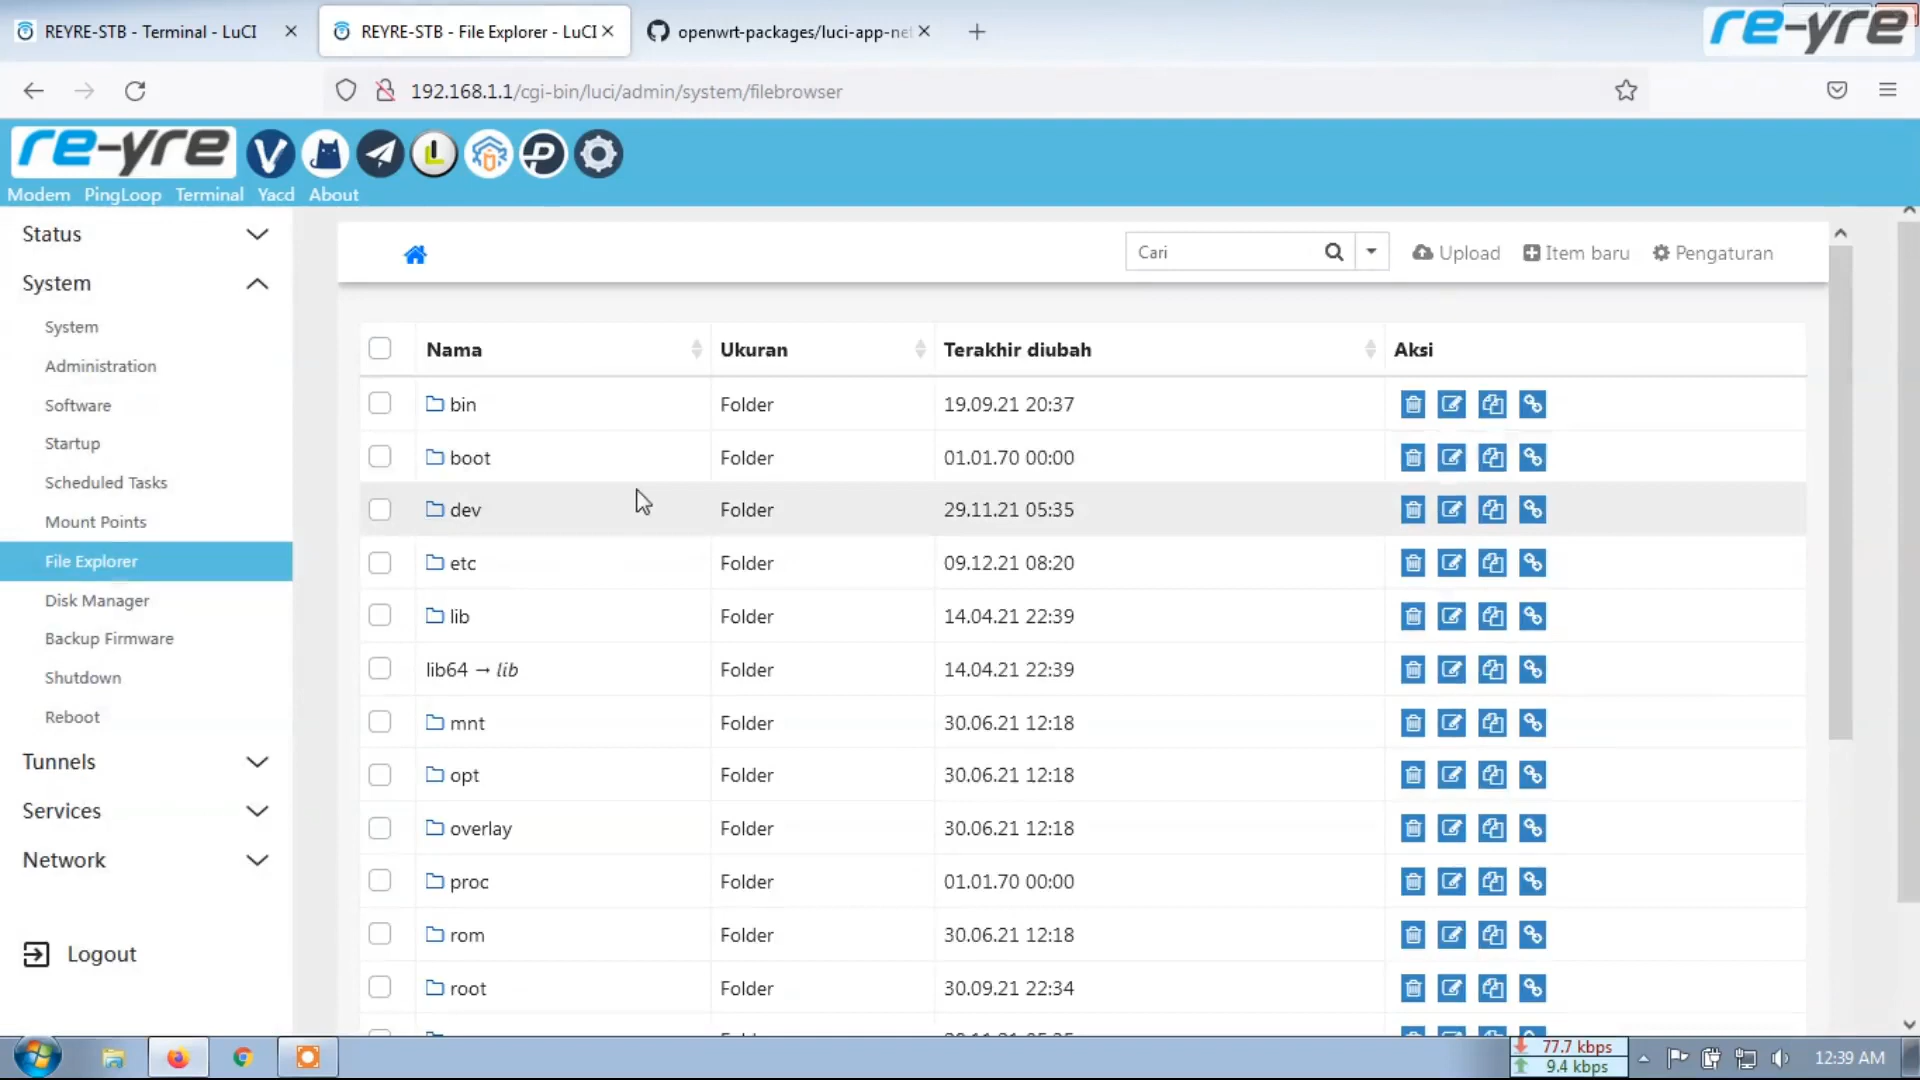 REYRE-STB - Terminal - LuCI
REYRE-STB - File Explorer - LuCI
openwrt-packages/luci-app-ne
re-yre
192.168.1.1/cgi-bin/luci/admin/system/filebrowser
re-yre
Modem PingLoop Terminal Yacd About
Status
System
System
Administration
Software
Startup
Scheduled Tasks
Mount Points
File Explorer
Disk Manager
Backup Firmware
Shutdown
Reboot
Tunnels
Services
Network
Logout
Cari
Upload
Item baru
Pengaturan
Nama Ukuran Terakhir diubah Aksi
bin Folder 19.09.21 20:37
boot Folder 01.01.70 00:00
dev Folder 29.11.21 05:35
etc Folder 09.12.21 08:20
lib Folder 14.04.21 22:39
lib64 → lib Folder 14.04.21 22:39
mnt Folder 30.06.21 12:18
opt Folder 30.06.21 12:18
overlay Folder 30.06.21 12:18
proc Folder 01.01.70 00:00
rom Folder 30.06.21 12:18
root Folder 30.09.21 22:34
77.7 kbps
9.4 kbps
12:39 AM